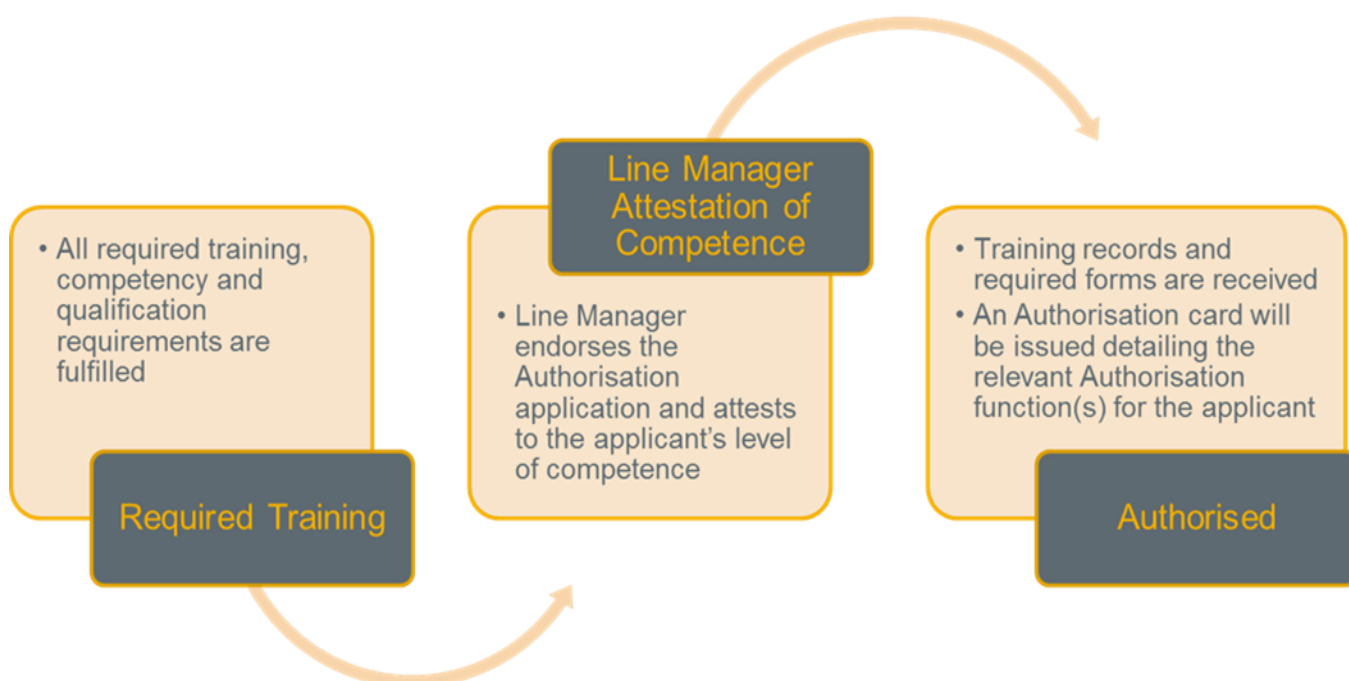 • All required training,
competency and
qualification
requirements are
fulfilled
Required Training
Line Manager
Attestation of
Competence
• Line Manager
endorses the
Authorisation
application and attests
to the applicant’s level
of competence
• Training records and
required forms are received
• An Authorisation card will
be issued detailing the
relevant Authorisation
function(s) for the applicant
Authorised